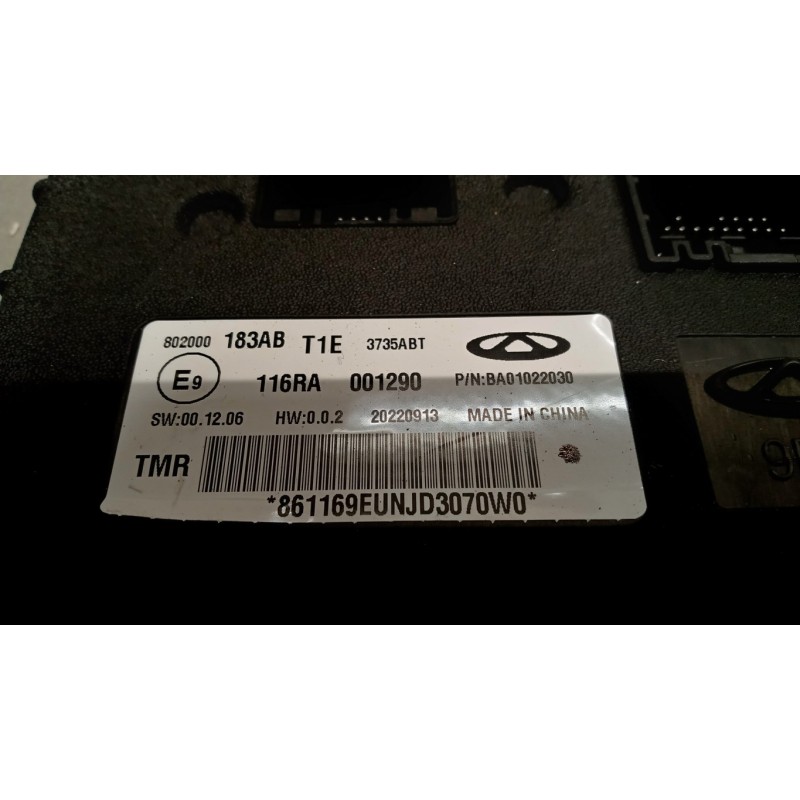 802000 183AB T1E 3735ABT
E9 116RA 001290 P/N:BA01022030
SW:00.12.06 HW:0.0.2 20220913 MADE IN CHINA
TMR
*861169EUNJD3070W0*